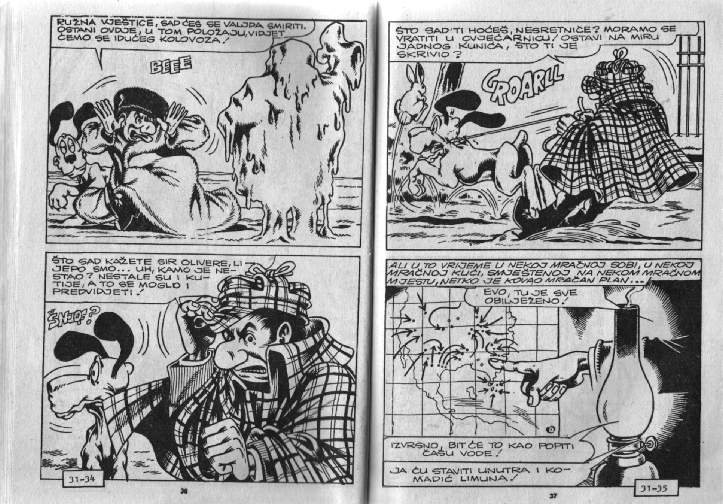 RUŽNA VJEŠTICE, SAD ĆEŠ SE VALJDA SMIRITI.
OSTANI OVDJE, U TOM POLOŽAJU, VIDJET
ĆEMO SE IDUĆEG KOLOVOZA!
BEEE
ŠTO SAD KAŽETE SIR OLIVERE, LI
JEPO SMO... UH, KAMO JE NE-
STAO? NESTALE SU I KU-
TIJE, A TO SE MOGLO I
PREDVIDJETI!
ŠNJOF?
31-34
36
ŠTO SAD TI HOĆEŠ, NESRETNIČE? MORAMO SE
VRATITI U OVJEČARNICU! OSTAVI NA MIRU
JADNOG KUNIĆA, ŠTO TI JE
SKRIVIO?
GROARLL
ALI U TO VRIJEME U NEKOJ MRAČNOJ SOBI, U NEKOJ
MRAČNOJ KUĆI, SMJEŠTENOJ NA NEKOM MRAČNOM
MJESTU, NETKO JE KOVAO MRAČAN PLAN...
EVO, TU JE SVE
OBILJEŽENO!
IZVRSNO, BIT ĆE TO KAO POPITI
ČAŠU VODE!
JA ĆU STAVITI UNUTRA I KO-
MADIĆ LIMUNA!
31-35
37